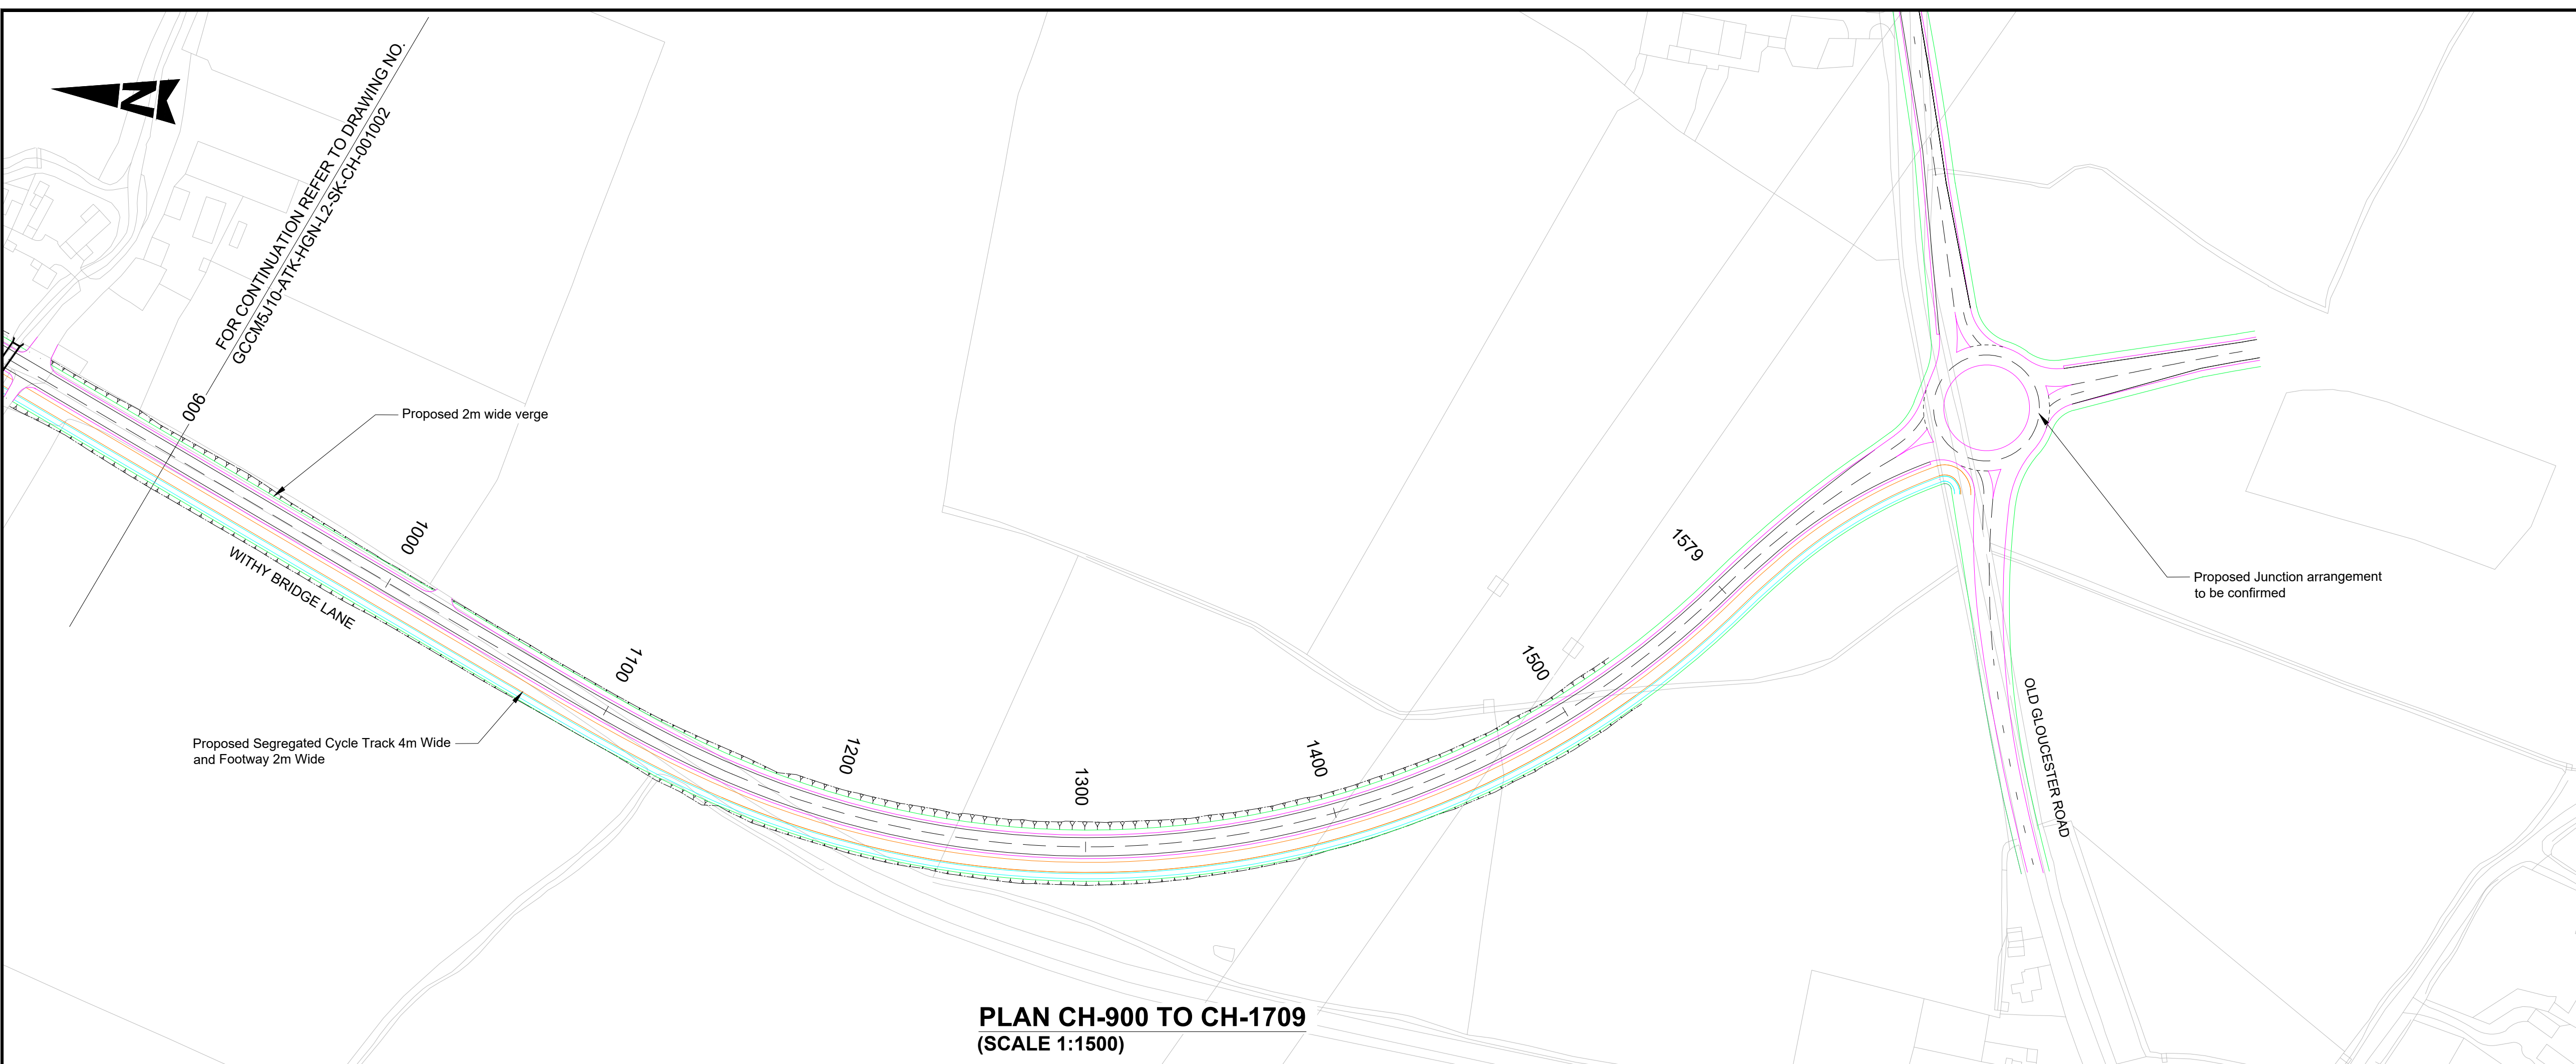 N
FOR CONTINUATION REFER TO DRAWING NO.
GCCM5J10-ATK-HGN-L2-SK-CH-001002
900
Proposed 2m wide verge
1000
WITHY BRIDGE LANE
1100
Proposed Segregated Cycle Track 4m Wide
and Footway 2m Wide
1200
1300
1400
1500
1579
Proposed Junction arrangement
to be confirmed
OLD GLOUCESTER ROAD
PLAN CH-900 TO CH-1709
(SCALE 1:1500)